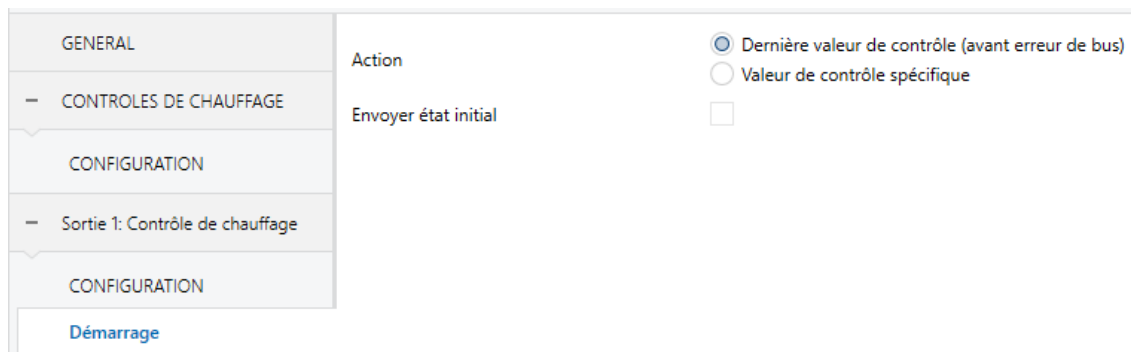 GENERAL
CONTROLES DE CHAUFFAGE
CONFIGURATION
Sortie 1: Contrôle de chauffage
CONFIGURATION
Démarrage
Action
Dernière valeur de contrôle (avant erreur de bus)
Valeur de contrôle spécifique
Envoyer état initial